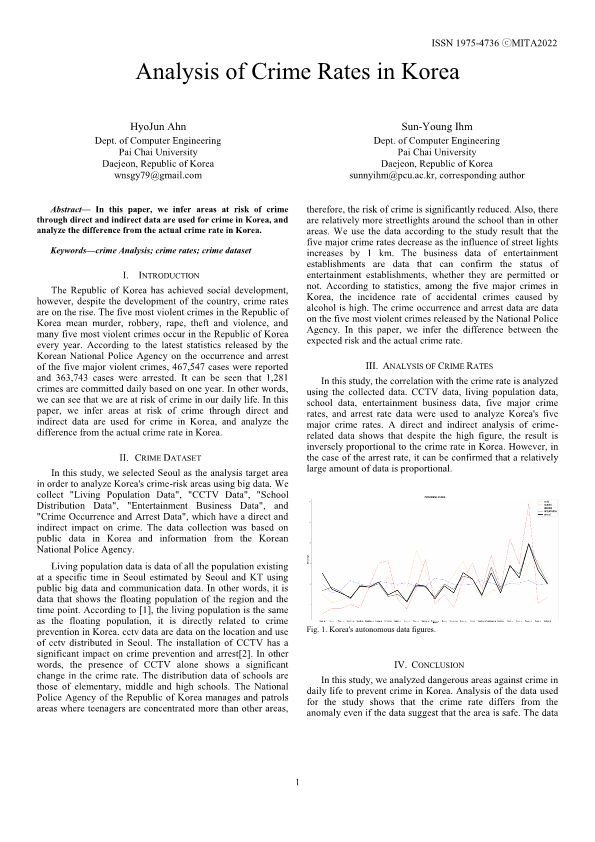 ISSN 1975-4736 ⓒMITA2022
Analysis of Crime Rates in Korea
HyoJun Ahn
Dept. of Computer Engineering
Pai Chai University
Daejeon, Republic of Korea
wnsgy79@gmail.com
Sun-Young Ihm
Dept. of Computer Engineering
Pai Chai University
Daejeon, Republic of Korea
sunnyihm@pcu.ac.kr, corresponding author
Abstract— In this paper, we infer areas at risk of crime
through direct and indirect data are used for crime in Korea, and
analyze the difference from the actual crime rate in Korea.
Keywords—crime Analysis; crime rates; crime dataset
I. INTRODUCTION
The Republic of Korea has achieved social development,
however, despite the development of the country, crime rates
are on the rise. The five most violent crimes in the Republic of
Korea mean murder, robbery, rape, theft and violence, and
many five most violent crimes occur in the Republic of Korea
every year. According to the latest statistics released by the
Korean National Police Agency on the occurrence and arrest
of the five major violent crimes, 467,547 cases were reported
and 363,743 cases were arrested. It can be seen that 1,281
crimes are committed daily based on one year. In other words,
we can see that we are at risk of crime in our daily life. In this
paper, we infer areas at risk of crime through direct and
indirect data are used for crime in Korea, and analyze the
difference from the actual crime rate in Korea.
II. CRIME DATASET
In this study, we selected Seoul as the analysis target area
in order to analyze Korea's crime-risk areas using big data. We
collect "Living Population Data", "CCTV Data", "School
Distribution Data", "Entertainment Business Data", and
"Crime Occurrence and Arrest Data", which have a direct and
indirect impact on crime. The data collection was based on
public data in Korea and information from the Korean
National Police Agency.
Living population data is data of all the population existing
at a specific time in Seoul estimated by Seoul and KT using
public big data and communication data. In other words, it is
data that shows the floating population of the region and the
time point. According to [1], the living population is the same
as the floating population, it is directly related to crime
prevention in Korea. cctv data are data on the location and use
of cctv distributed in Seoul. The installation of CCTV has a
significant impact on crime prevention and arrest[2]. In other
words, the presence of CCTV alone shows a significant
change in the crime rate. The distribution data of schools are
those of elementary, middle and high schools. The National
Police Agency of the Republic of Korea manages and patrols
areas where teenagers are concentrated more than other areas,
therefore, the risk of crime is significantly reduced. Also, there
are relatively more streetlights around the school than in other
areas. We use the data according to the study result that the
five major crime rates decrease as the influence of street lights
increases by 1 km. The business data of entertainment
establishments are data that can confirm the status of
entertainment establishments, whether they are permitted or
not. According to statistics, among the five major crimes in
Korea, the incidence rate of accidental crimes caused by
alcohol is high. The crime occurrence and arrest data are data
on the five most violent crimes released by the National Police
Agency. In this paper, we infer the difference between the
expected risk and the actual crime rate.
III. ANALYSIS OF CRIME RATES
In this study, the correlation with the crime rate is analyzed
using the collected data. CCTV data, living population data,
school data, entertainment business data, five major crime
rates, and arrest rate data were used to analyze Korea's five
major crimes. A direct and indirect analysis of crime-
related data shows that despite the high figure, the result is
inversely proportional to the crime rate in Korea. However, in
the case of the arrest rate, it can be confirmed that a relatively
large amount of data is proportional.
Fig. 1. Korea's autonomous data figures.
IV. CONCLUSION
In this study, we analyzed dangerous areas against crime in
daily life to prevent crime in Korea. Analysis of the data used
for the study shows that the crime rate differs from the
anomaly even if the data suggest that the area is safe. The data
1